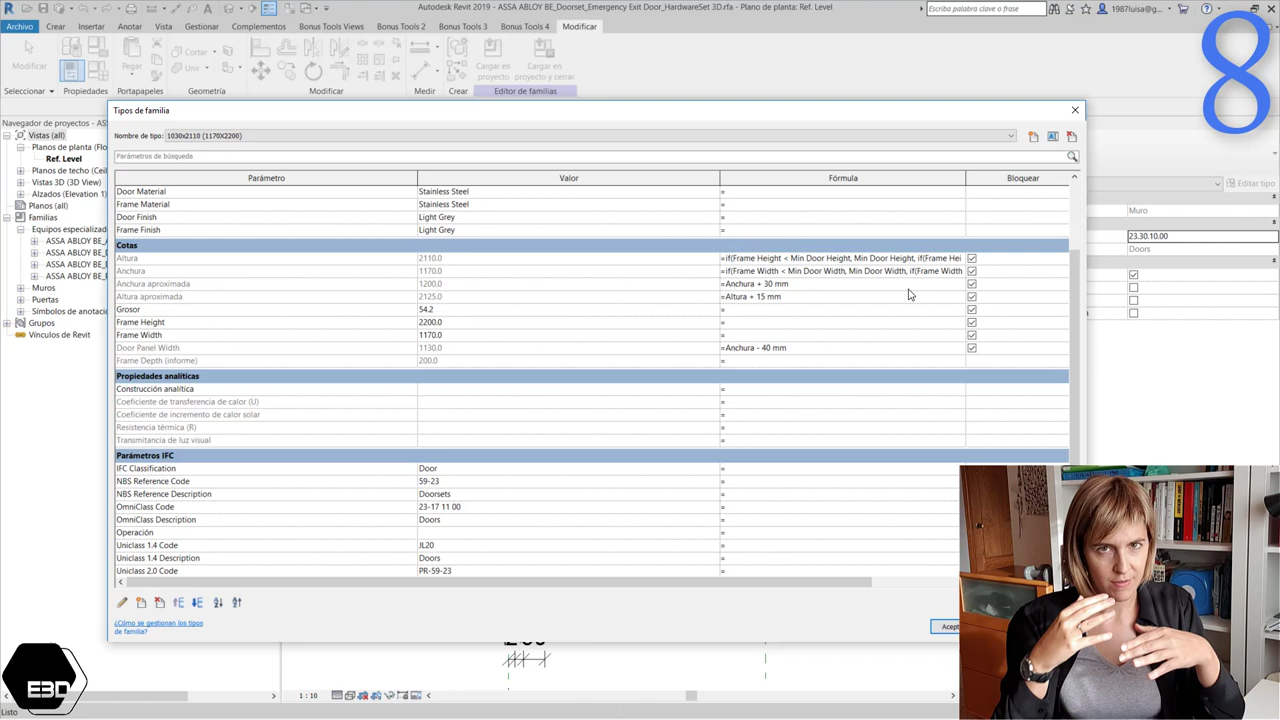 Autodesk Revit 2019 - ASSA ABLOY BE_Doorset_Emergency Exit Door_HardwareSet 3D.rfa - Plano de planta: Ref. Level
Escriba palabra clave o frase
1987luisa@g...
8
Archivo Crear Insertar Anotar Vista Gestionar Complementos Bonus Tools Views Bonus Tools 2 Bonus Tools 3 Bonus Tools 4 Modificar
Modificar
Pegar
Cortar
Unir
Cargar en proyecto
Cargar en proyecto y cerrar
Seleccionar Propiedades Portapapeles Geometría Modificar Medir Crear Editor de familias
Navegador de proyectos - ASS
Vistas (all)
Planos de planta (Flo
Ref. Level
Planos de techo (Ceil
Vistas 3D (3D View)
Alzados (Elevation 1)
Planos (all)
Familias
Equipos especializado
ASSA ABLOY BE_A
ASSA ABLOY BE_D
ASSA ABLOY BE_E
ASSA ABLOY BE_F
Muros
Puertas
Símbolos de anotació
Grupos
Vínculos de Revit
Tipos de familia
Nombre de tipo: 1030x2110 (1170X2200)
Parámetros de búsqueda
Parámetro Valor Fórmula Bloquear
Door Material Stainless Steel =
Frame Material Stainless Steel =
Door Finish Light Grey =
Frame Finish Light Grey =
Cotas
Altura 2110.0 =if(Frame Height < Min Door Height, Min Door Height, if(Frame Hei
Anchura 1170.0 =if(Frame Width < Min Door Width, Min Door Width, if(Frame Width
Anchura aproximada 1200.0 =Anchura + 30 mm
Altura aproximada 2125.0 =Altura + 15 mm
Grosor 54.2 =
Frame Height 2200.0 =
Frame Width 1170.0 =
Door Panel Width 1130.0 =Anchura - 40 mm
Frame Depth (informe) 200.0 =
Propiedades analíticas
Construcción analítica =
Coeficiente de transferencia de calor (U) =
Coeficiente de incremento de calor solar =
Resistencia térmica (R) =
Transmitancia de luz visual =
Parámetros IFC
IFC Classification Door =
NBS Reference Code 59-23 =
NBS Reference Description Doorsets =
OmniClass Code 23-17 11 00 =
OmniClass Description Doors =
Operación =
Uniclass 1.4 Code JL20 =
Uniclass 1.4 Description Doors =
Uniclass 2.0 Code PR-59-23 =
¿Cómo se gestionan los tipos
de familia?
Acept
Editar tipo
Muro
23.30.10.00
Doors
E3D
1 : 10
Listo